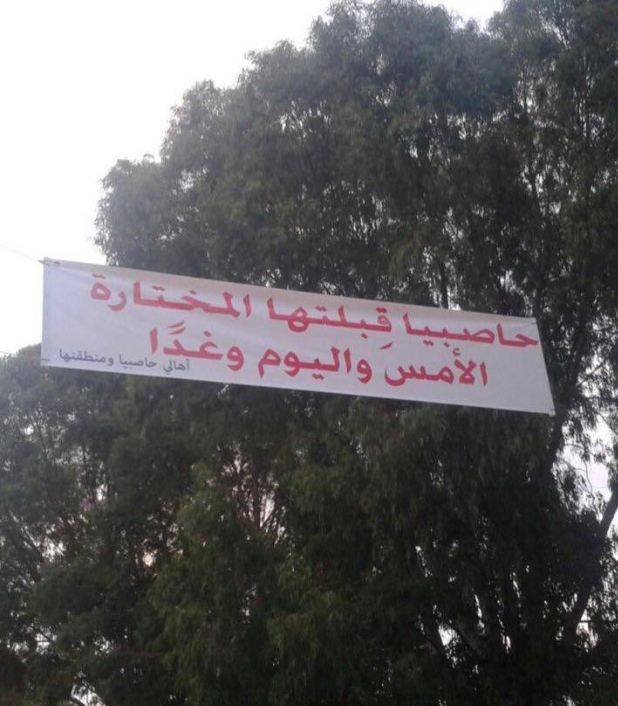 حاصبيا قِبلتها المختارة
الأمس واليوم وغدًا
أهالي حاصبيا ومنطقتها